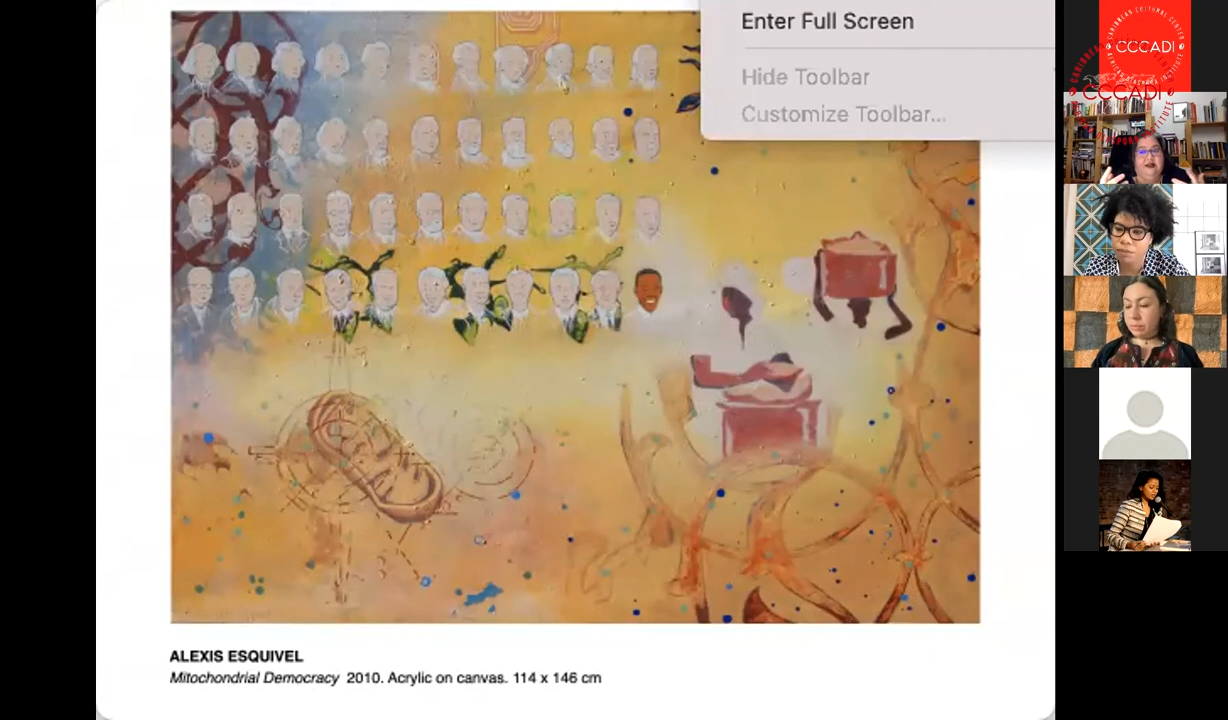 Enter Full Screen
Hide Toolbar
Customize Toolbar...
CCCADI
CCCADI
ALEXIS ESQUIVEL
Mitochondrial Democracy 2010. Acrylic on canvas. 114 x 146 cm